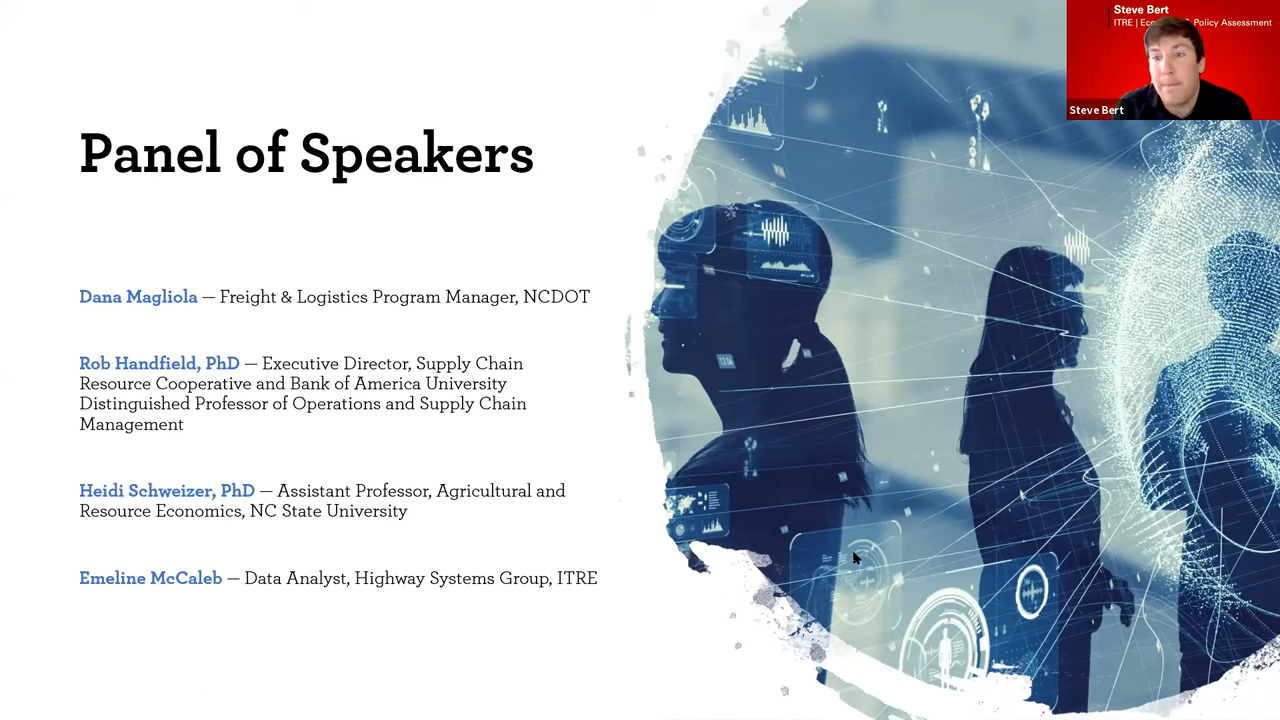 Steve Bert
ITRE | Policy Assessment
Steve Bert
Panel of Speakers
Dana Magliola — Freight & Logistics Program Manager, NCDOT
Rob Handfield, PhD — Executive Director, Supply Chain
Resource Cooperative and Bank of America University
Distinguished Professor of Operations and Supply Chain
Management
Heidi Schweizer, PhD — Assistant Professor, Agricultural and
Resource Economics, NC State University
Emeline McCaleb — Data Analyst, Highway Systems Group, ITRE